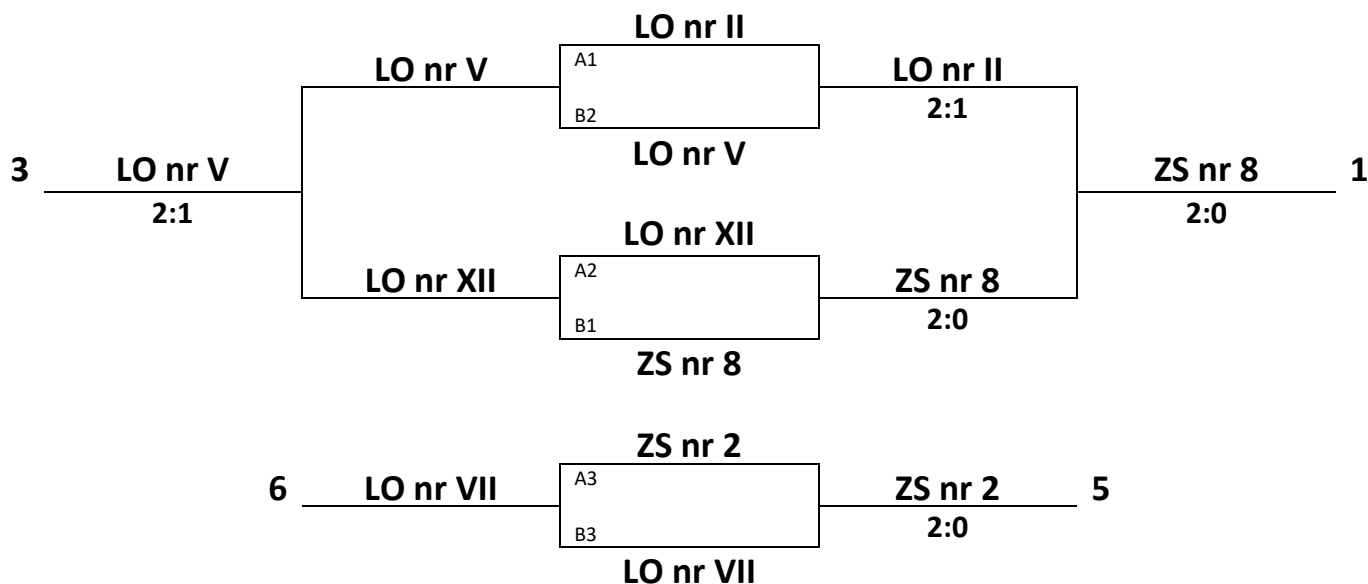 LO nr II
LO nr V
A1
LO nr II
B2
2:1
LO nr V
3
LO nr V
ZS nr 8
1
2:1
2:0
LO nr XII
LO nr XII
A2
ZS nr 8
B1
2:0
ZS nr 8
ZS nr 2
6
LO nr VII
A3
ZS nr 2
5
B3
2:0
LO nr VII